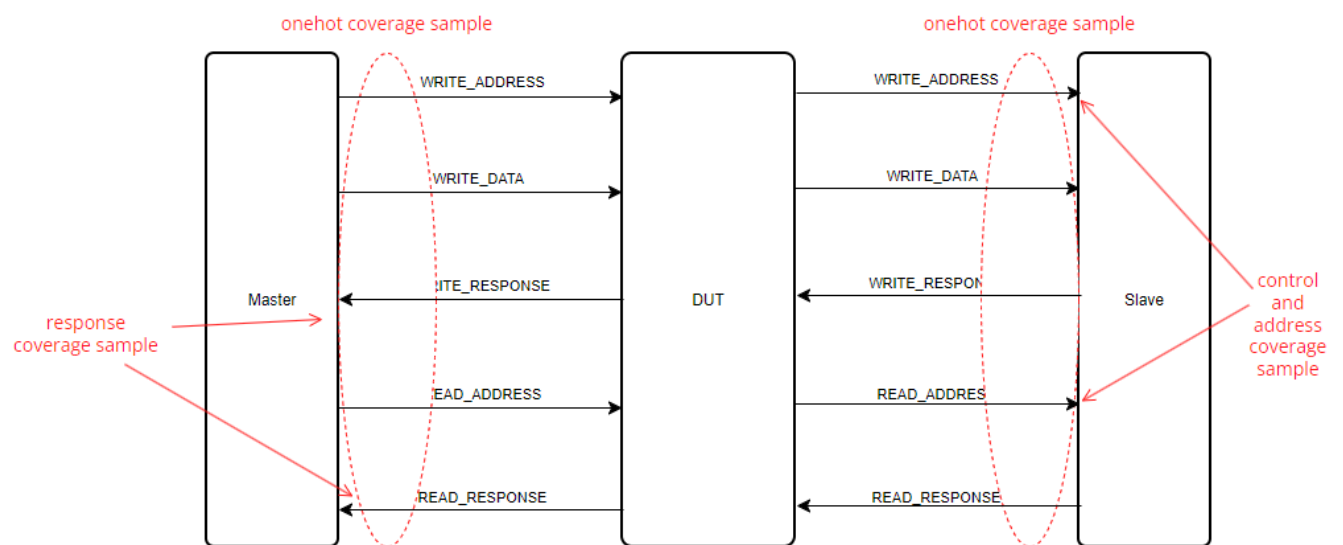 onehot coverage sample
onehot coverage sample
WRITE_ADDRESS
WRITE_ADDRESS
WRITE_DATA
WRITE_DATA
ITE_RESPONSE
WRITE_RESPON
Master
DUT
Slave
response
coverage sample
control
and
address
coverage
sample
EAD_ADDRESS
READ_ADDRES
READ_RESPONSE
READ_RESPONSE